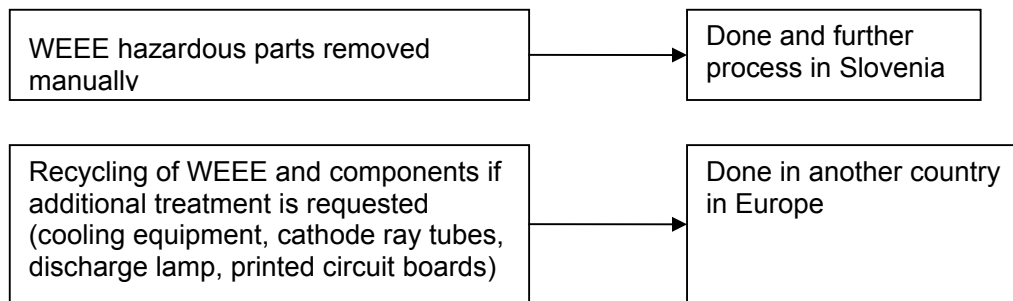 WEEE hazardous parts removed
manually
Done and further
process in Slovenia
Recycling of WEEE and components if
additional treatment is requested
(cooling equipment, cathode ray tubes,
discharge lamp, printed circuit boards)
Done in another country
in Europe